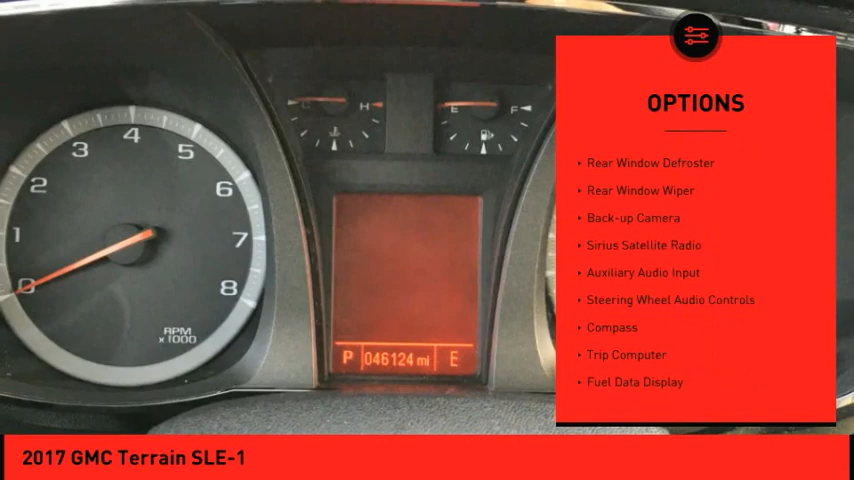 C H
E F
1 2 3 4 5 6 7 8
0
RPM
x1000
P 046124 mi E
OPTIONS
Rear Window Defroster
Rear Window Wiper
Back-up Camera
Sirius Satellite Radio
Auxiliary Audio Input
Steering Wheel Audio Controls
Compass
Trip Computer
Fuel Data Display
2017 GMC Terrain SLE-1